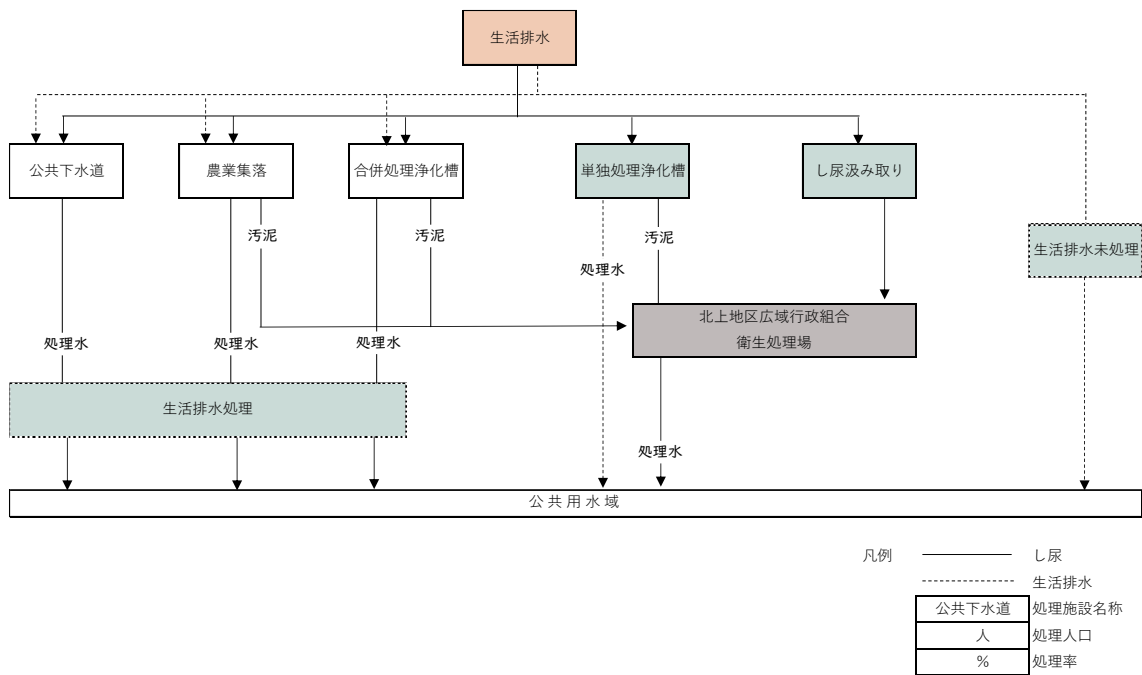 生活排水
公共下水道
農業集落
合併処理浄化槽
単独処理浄化槽
し尿汲み取り
汚泥
汚泥
汚泥
生活排水未処理
処理水
北上地区広域行政組合
衛生処理場
処理水
処理水
処理水
生活排水処理
処理水
公共用水域
凡例
し尿
生活排水
公共下水道 処理施設名称
人 処理人口
% 処理率